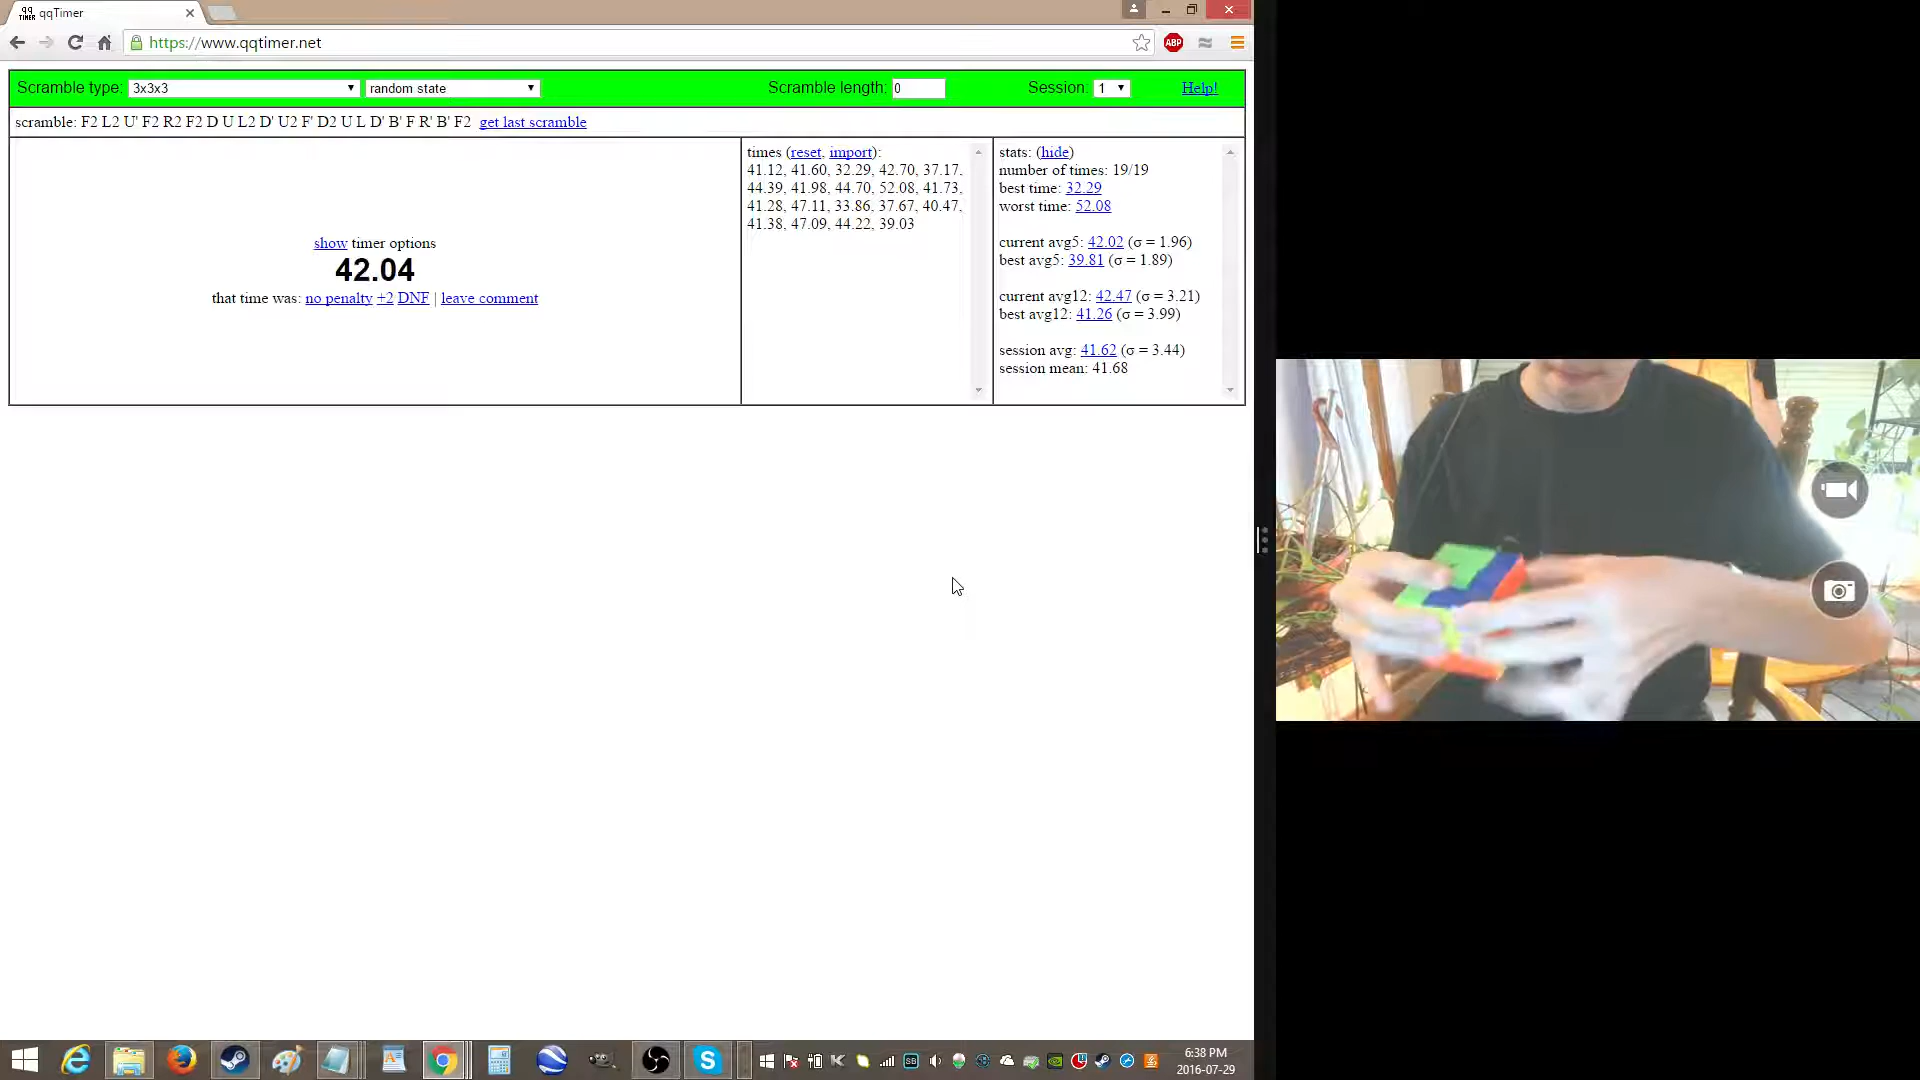 qqTimer
https://www.qqtimer.net
ABP
Scramble type: 3x3x3 random state Scramble length: 0 Session: 1 Help!
scramble: F2 L2 U' F2 R2 F2 D U L2 D' U2 F' D2 U L D' B' F R' B' F2 get last scramble
show timer options
42.04
that time was: no penalty +2 DNF | leave comment
times (reset, import):
41.12, 41.60, 32.29, 42.70, 37.17,
44.39, 41.98, 44.70, 52.08, 41.73,
41.28, 47.11, 33.86, 37.67, 40.47,
41.38, 47.09, 44.22, 39.03
stats: (hide)
number of times: 19/19
best time: 32.29
worst time: 52.08
current avg5: 42.02 (σ = 1.96)
best avg5: 39.81 (σ = 1.89)
current avg12: 42.47 (σ = 3.21)
best avg12: 41.26 (σ = 3.99)
session avg: 41.62 (σ = 3.44)
session mean: 41.68
6:38 PM
2016-07-29